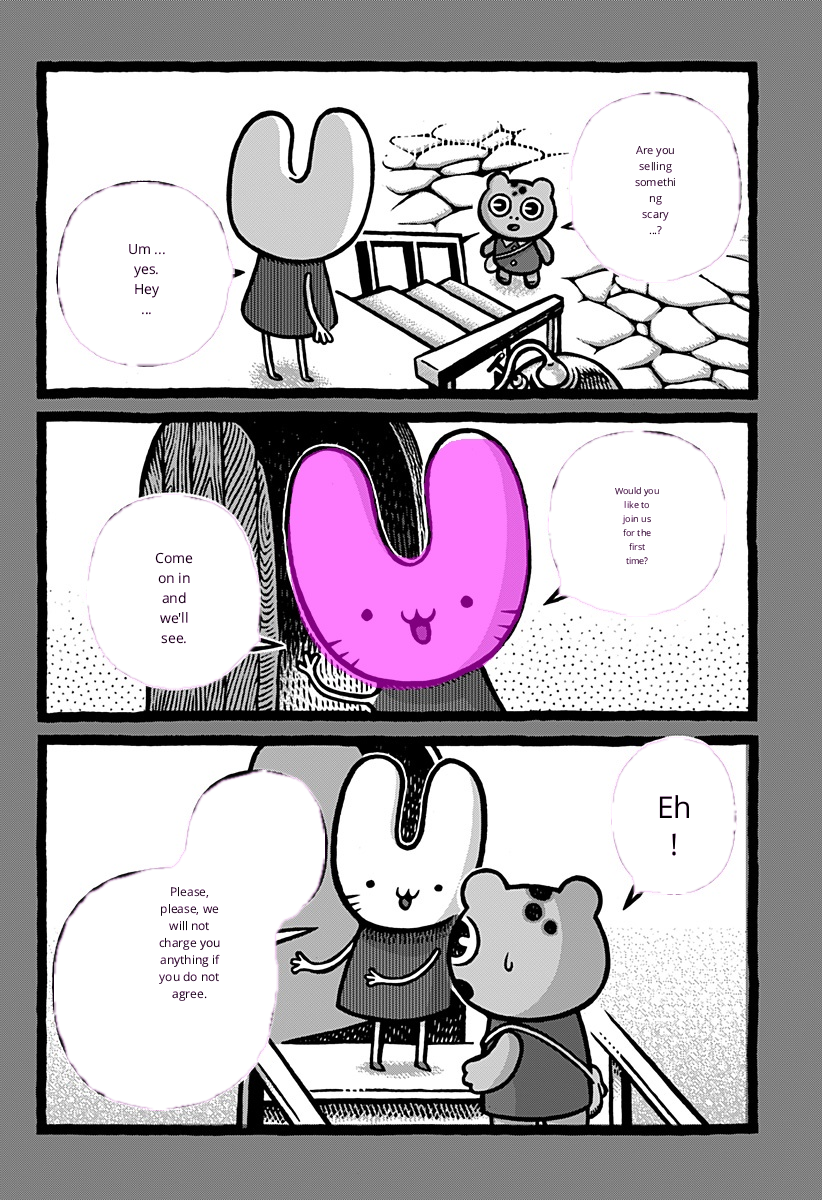 Are you
selling
somethi
ng
scary
...?
Um ...
yes.
Hey
...
Would you
like to
join us
for the
first
time?
Come
on in
and
we'll
see.
Eh
!
Please,
please, we
will not
charge you
anything if
you do not
agree.